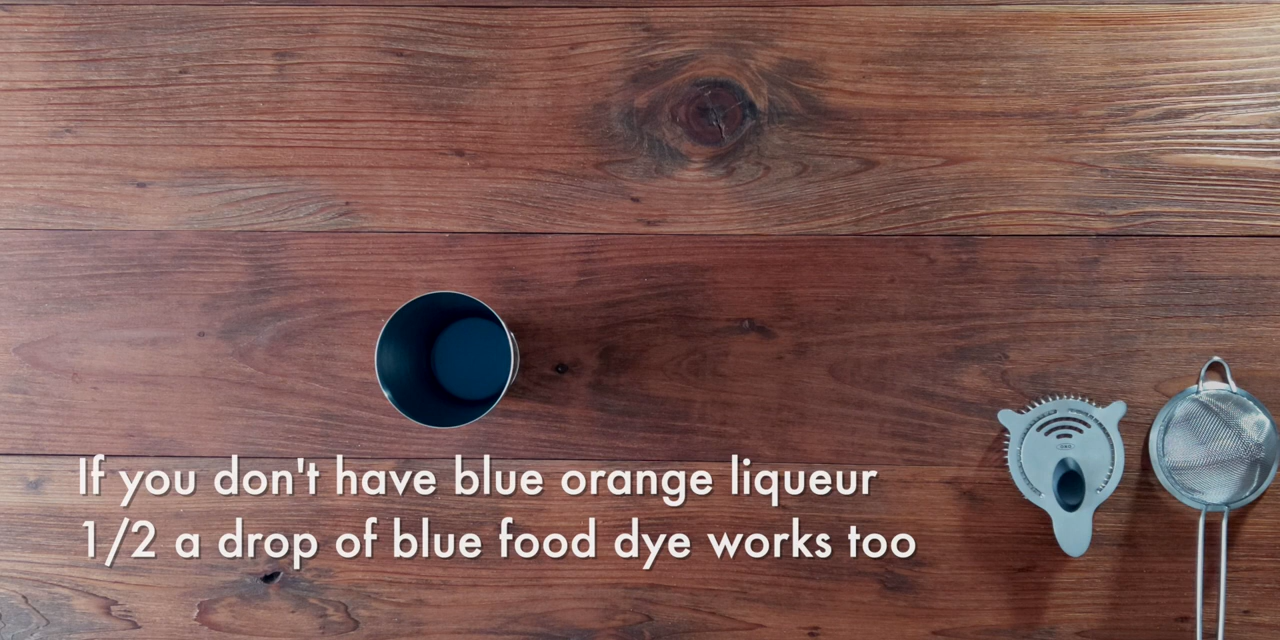 If you don't have blue orange liqueur
1/2 a drop of blue food dye works too